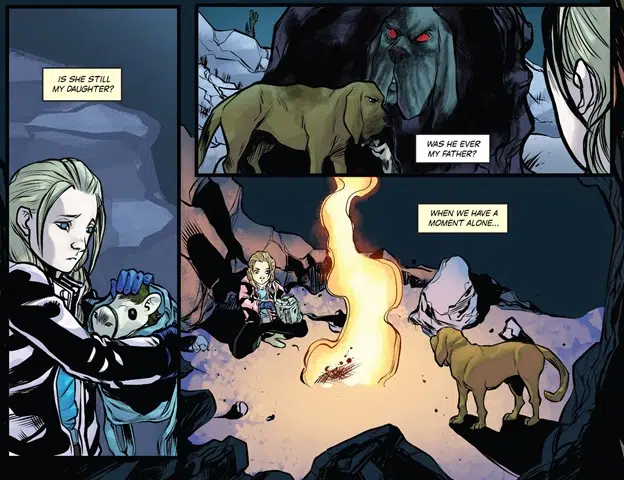 IS SHE STILL
MY DAUGHTER?
WAS HE EVER
MY FATHER?
WHEN WE HAVE A
MOMENT ALONE...